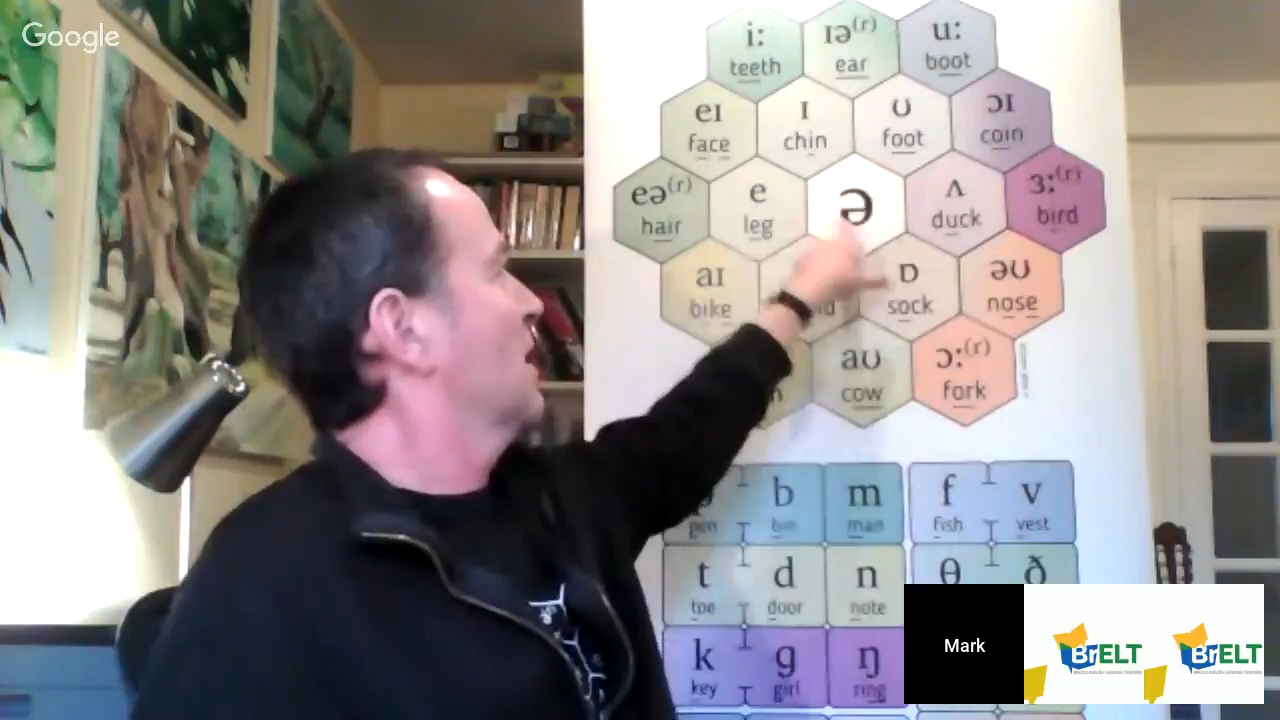 Google
iː ɪə(r) uː
teeth ear boot
eɪ ɪ ʊ ɔɪ
face chin foot coin
eə(r) e ə ʌ ɜː(r)
hair leg duck bird
aɪ ɒ əʊ
bike sock nose
aʊ ɔː(r)
cow fork
b m f v
pen bin man fish vest
t d n θ ð
toe door note
k g ŋ
key girl ring
Mark
BrELT
BrELT